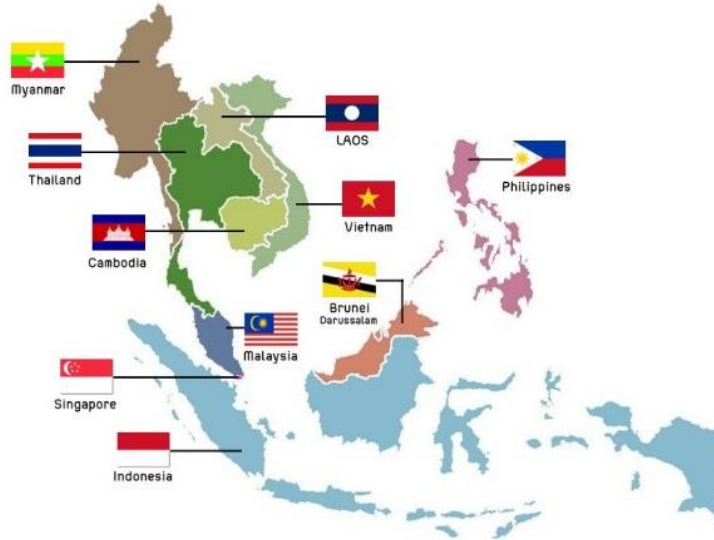 Myanmar
LAOS
Thailand
Philippines
Vietnam
Cambodia
Brunei
Darussalam
Malaysia
Singapore
Indonesia